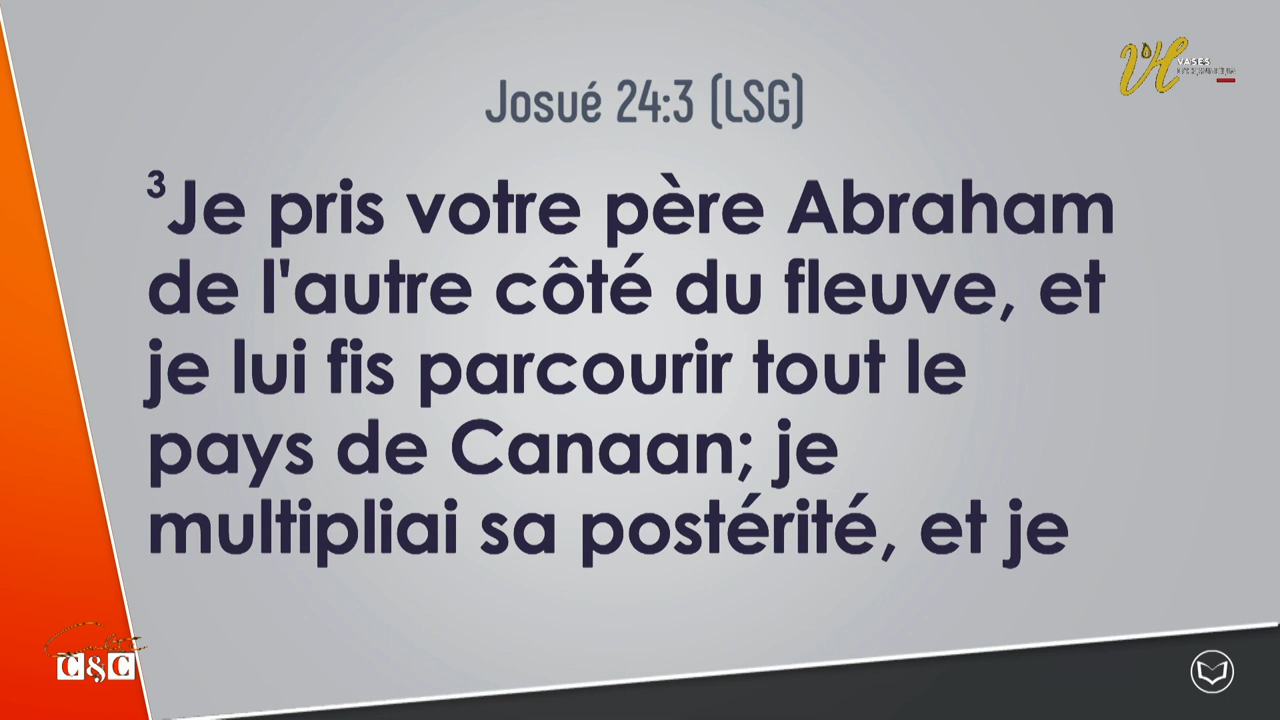 Josué 24:3 (LSG)
VH VASES
3Je pris votre père Abraham
de l'autre côté du fleuve, et
je lui fis parcourir tout le
pays de Canaan; je
multipliai sa postérité, et je
C&C